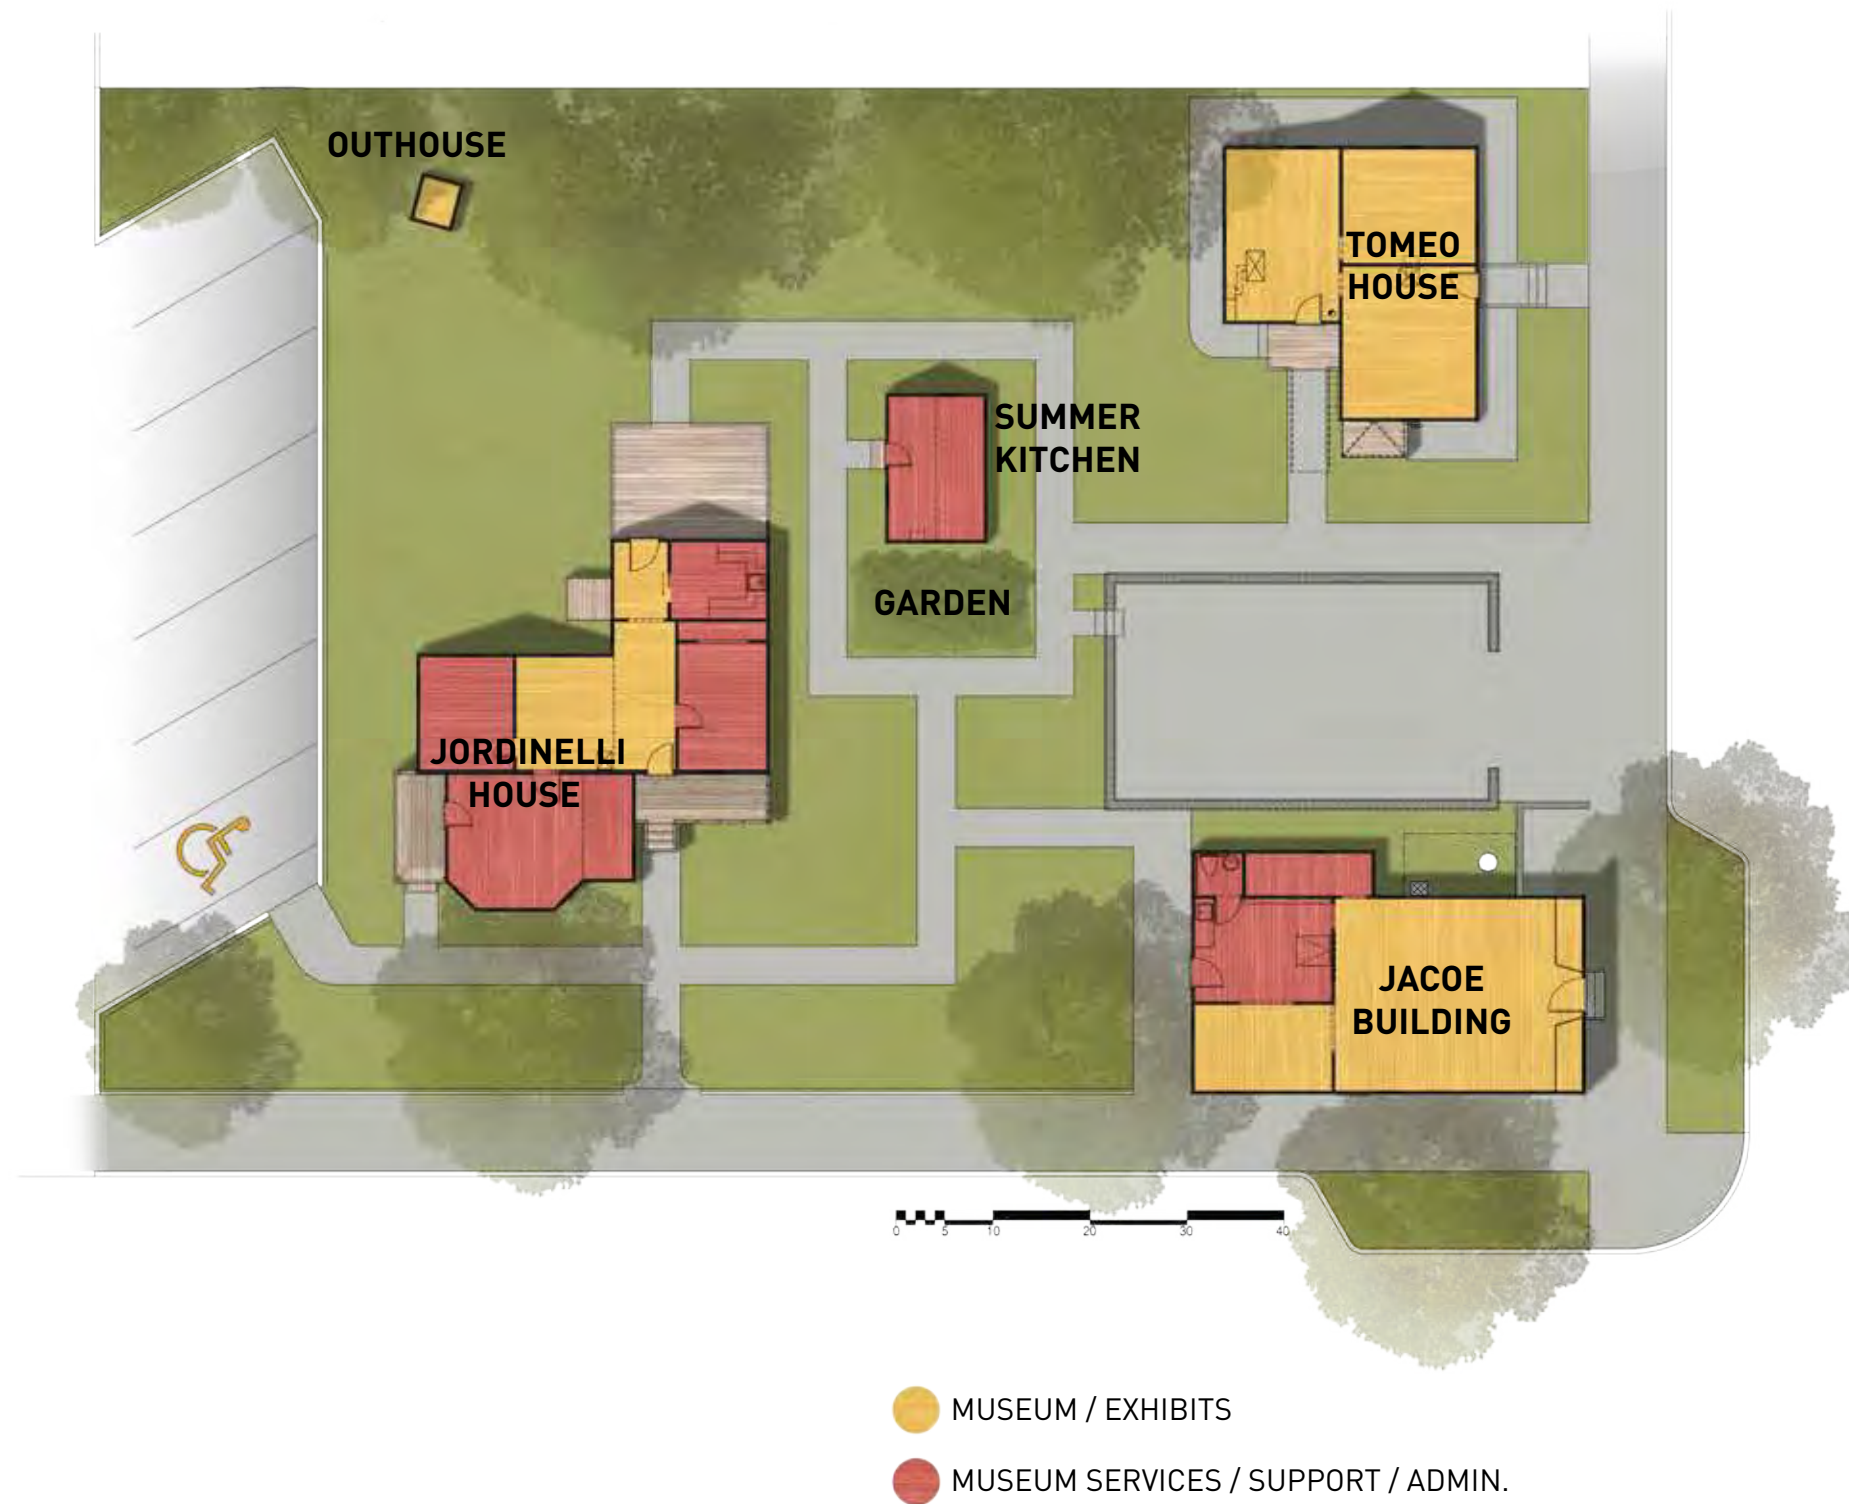 OUTHOUSE
TOMEO
HOUSE
SUMMER
KITCHEN
GARDEN
JORDINELLI
HOUSE
JACOE
BUILDING
0 5 10 20 30 40
MUSEUM / EXHIBITS
MUSEUM SERVICES / SUPPORT / ADMIN.